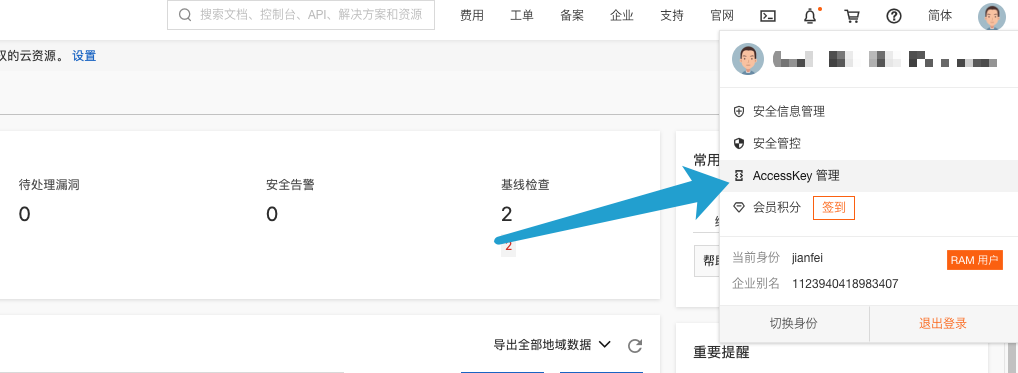 搜索文档、控制台、API、解决方案和资源 费用 工单 备案 企业 支持 官网 简体
权的云资源。 设置
安全信息管理
安全管控
AccessKey 管理
会员积分 签到
当前身份 jianfei RAM 用户
企业别名 1123940418983407
切换身份 退出登录
待处理漏洞 安全告警 基线检查
0 0 2
2
常用
帮助
导出全部地域数据
重要提醒